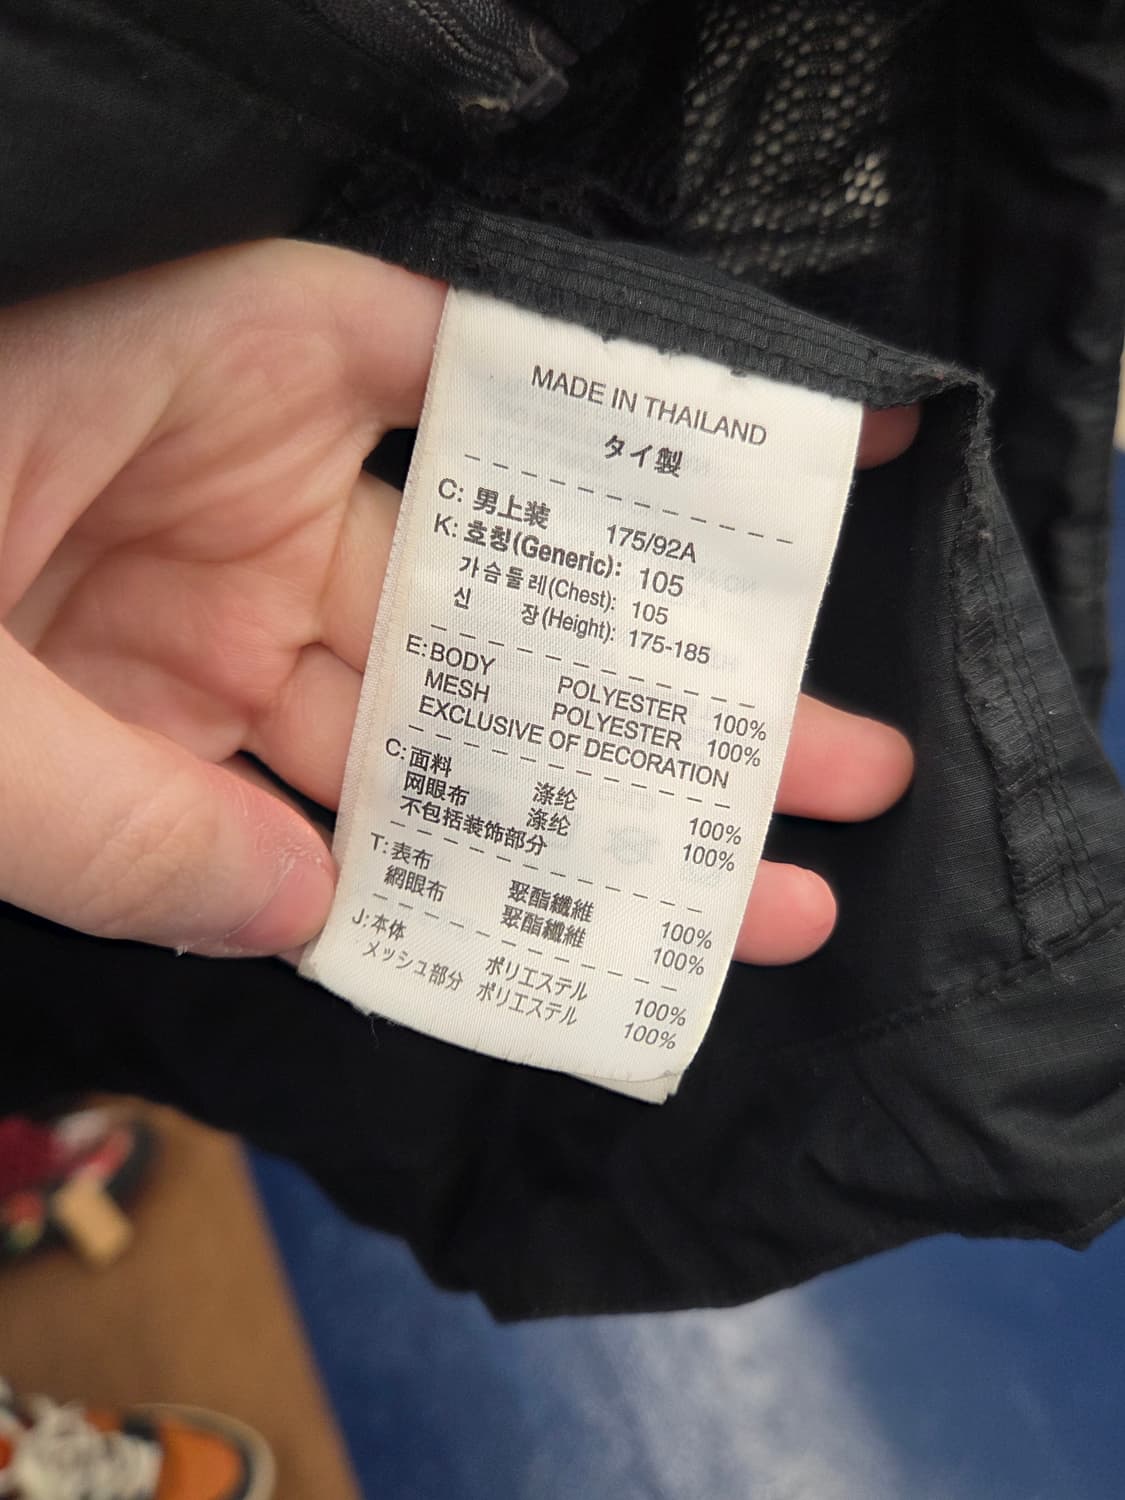 MADE IN THAILAND
タイ製
C: 男上装 175/92A
K: 호칭(Generic): 105
가슴둘레(Chest): 105
신 장(Height): 175-185
E: BODY POLYESTER 100%
MESH POLYESTER 100%
EXCLUSIVE OF DECORATION
C: 面料 涤纶 100%
网眼布 涤纶 100%
不包括装饰部分
T: 表布 聚酯纖維 100%
網眼布 聚酯纖維 100%
J: 本体 ポリエステル 100%
メッシュ部分 ポリエステル 100%